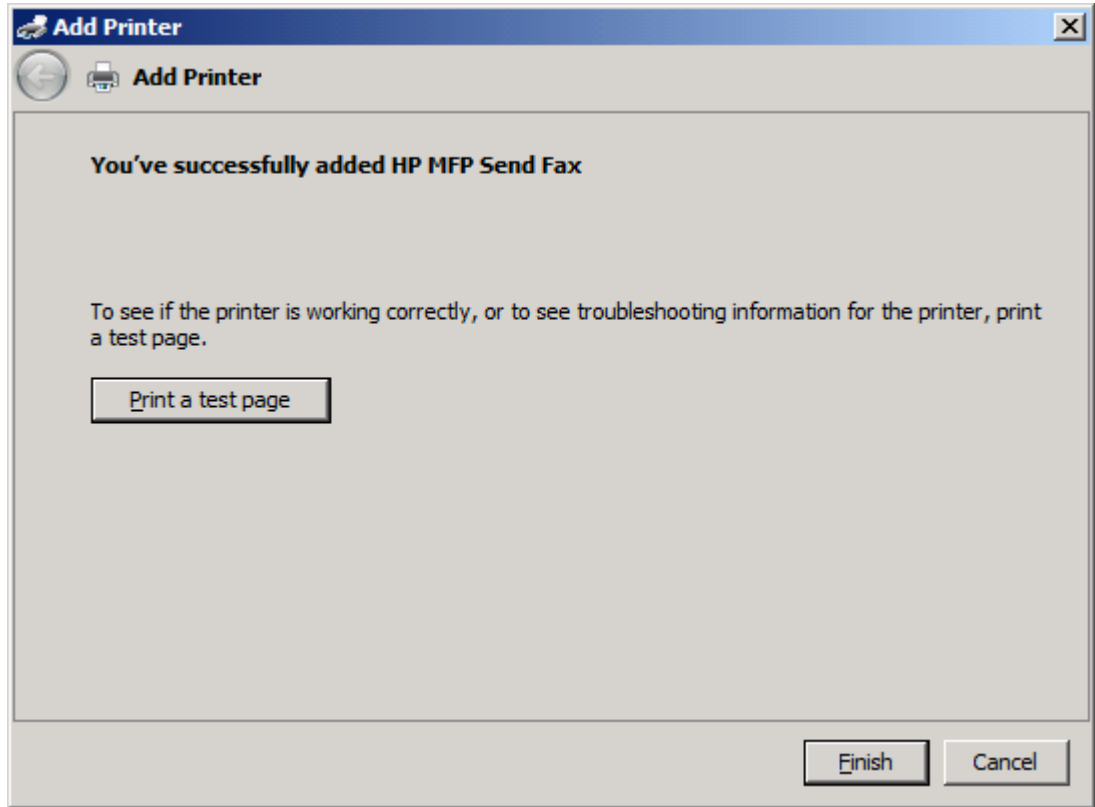 Add Printer
Add Printer
You've successfully added HP MFP Send Fax
To see if the printer is working correctly, or to see troubleshooting information for the printer, print
a test page.
Print a test page
Finish
Cancel